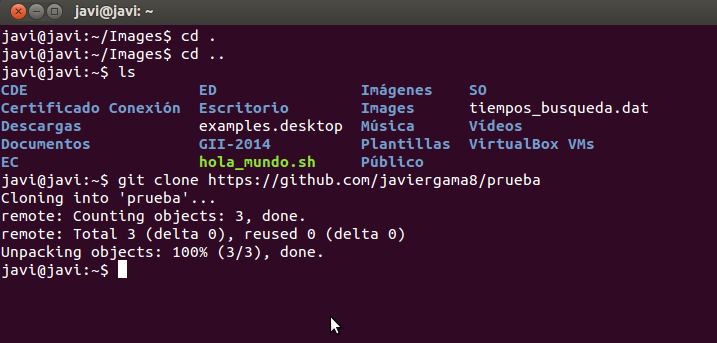 javi@javi: ~
javi@javi:~/Images$ cd .
javi@javi:~/Images$ cd ..
javi@javi:~$ ls
CDE ED Imágenes SO
Certificado Conexión Escritorio Images tiempos_busqueda.dat
Descargas examples.desktop Música Vídeos
Documentos GII-2014 Plantillas VirtualBox VMs
EC hola_mundo.sh Público
javi@javi:~$ git clone https://github.com/javiergama8/prueba
Cloning into 'prueba'...
remote: Counting objects: 3, done.
remote: Total 3 (delta 0), reused 0 (delta 0)
Unpacking objects: 100% (3/3), done.
javi@javi:~$